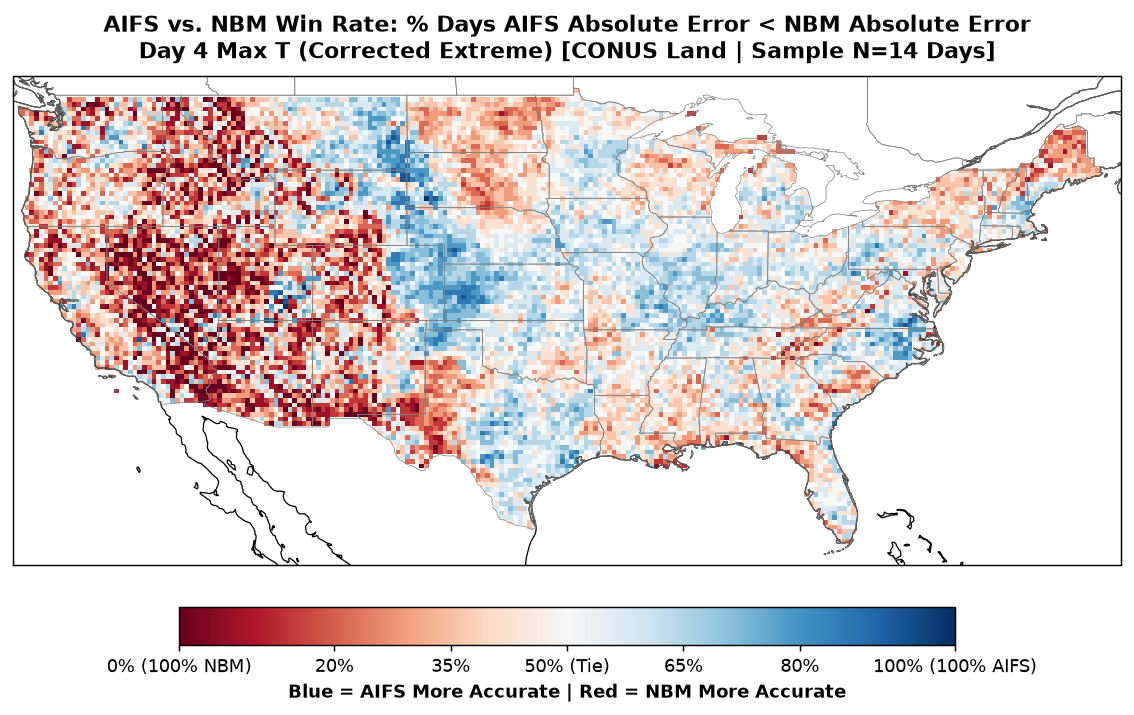 AIFS vs. NBM Win Rate: % Days AIFS Absolute Error < NBM Absolute Error
Day 4 Max T (Corrected Extreme) [CONUS Land | Sample N=14 Days]
0% (100% NBM) 20% 35% 50% (Tie) 65% 80% 100% (100% AIFS)
Blue = AIFS More Accurate | Red = NBM More Accurate